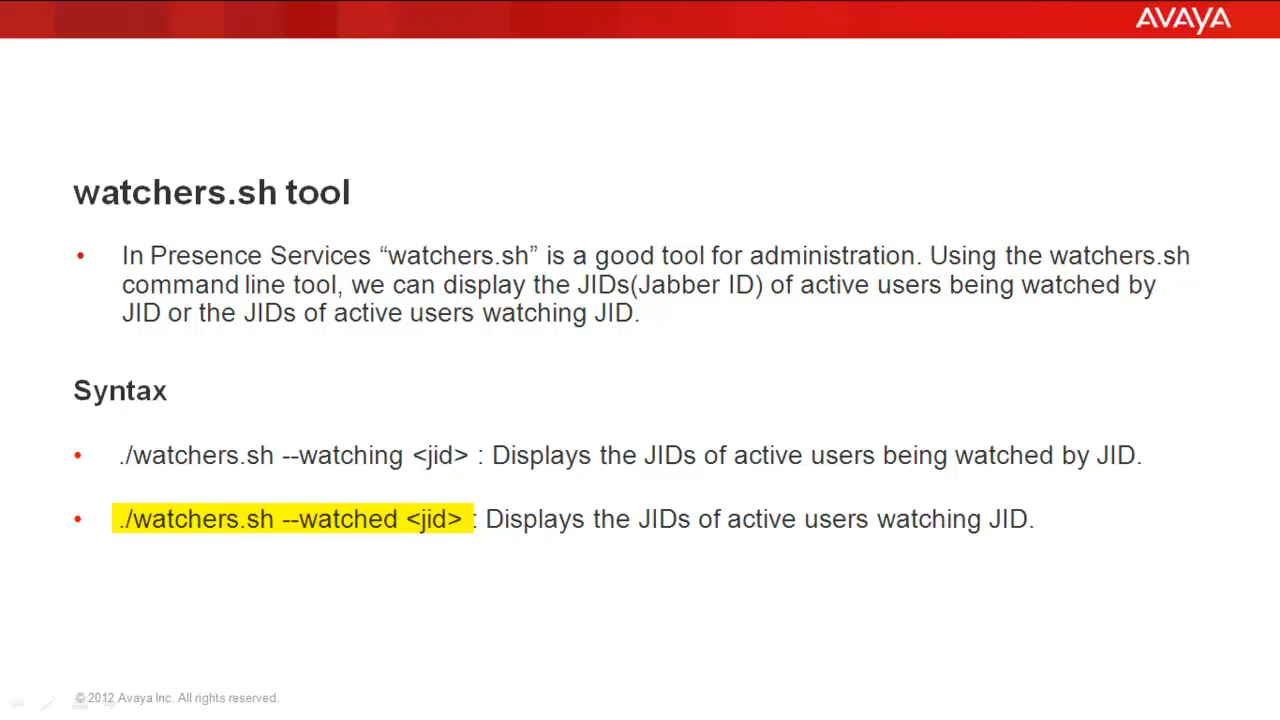 AVAYA
watchers.sh tool
• In Presence Services “watchers.sh” is a good tool for administration. Using the watchers.sh
command line tool, we can display the JIDs(Jabber ID) of active users being watched by
JID or the JIDs of active users watching JID.
Syntax
• ./watchers.sh --watching <jid> : Displays the JIDs of active users being watched by JID.
• ./watchers.sh --watched <jid> : Displays the JIDs of active users watching JID.
© 2012 Avaya Inc. All rights reserved.